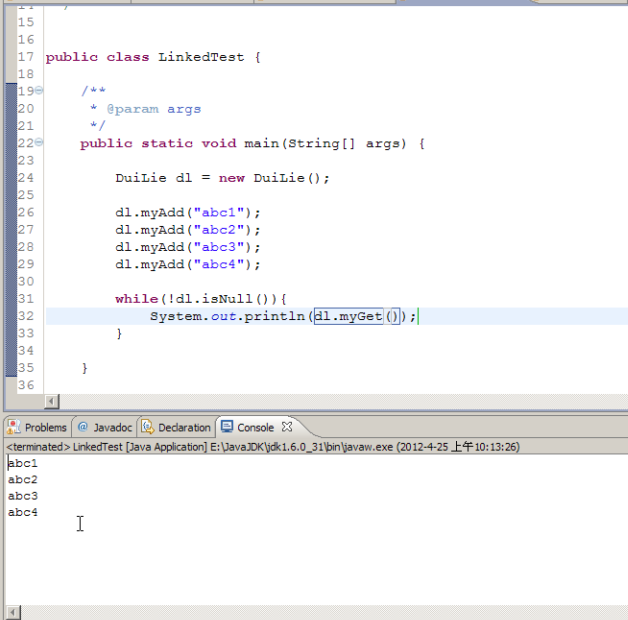 15
16
17 public class LinkedTest {
18
19 /**
20 * @param args
21 */
22 public static void main(String[] args) {
23
24 DuiLie dl = new DuiLie();
25
26 dl.myAdd("abc1");
27 dl.myAdd("abc2");
28 dl.myAdd("abc3");
29 dl.myAdd("abc4");
30
31 while(!dl.isNull()){
32 System.out.println(dl.myGet());
33 }
34
35 }
36
Problems @ Javadoc Declaration Console
<terminated> LinkedTest [Java Application] E:\JavaJDK\jdk1.6.0_31\bin\javaw.exe (2012-4-25 上午10:13:26)
abc1
abc2
abc3
abc4